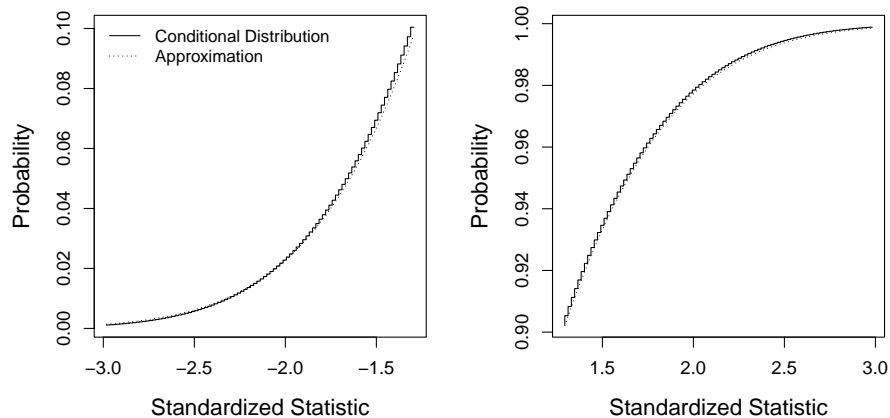 Conditional Distribution
Approximation
Probability
0.00 0.02 0.04 0.06 0.08 0.10
−3.0 −2.5 −2.0 −1.5
Standardized Statistic
Probability
0.90 0.92 0.94 0.96 0.98 1.00
1.5 2.0 2.5 3.0
Standardized Statistic